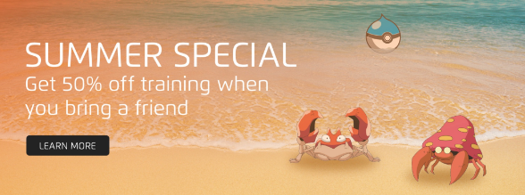 SUMMER SPECIAL
Get 50% off training when
you bring a friend
LEARN MORE